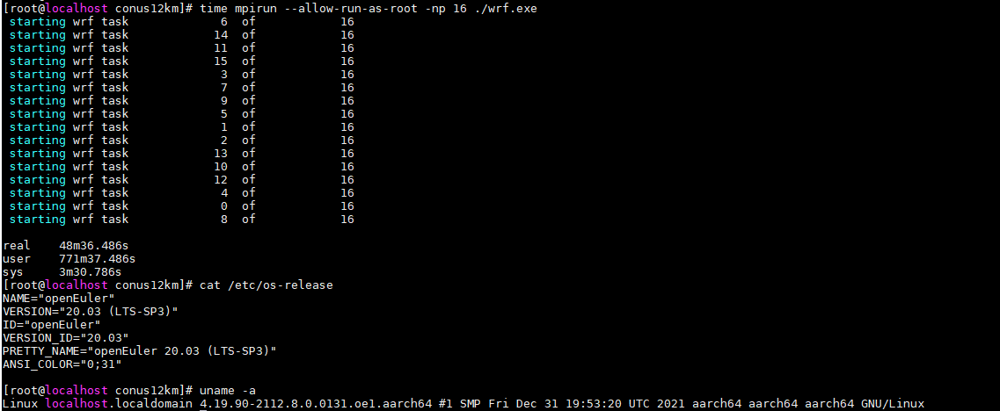 [root@localhost conus12km]# time mpirun --allow-run-as-root -np 16 ./wrf.exe
starting wrf task 6 of 16
starting wrf task 14 of 16
starting wrf task 11 of 16
starting wrf task 15 of 16
starting wrf task 3 of 16
starting wrf task 7 of 16
starting wrf task 9 of 16
starting wrf task 5 of 16
starting wrf task 1 of 16
starting wrf task 2 of 16
starting wrf task 13 of 16
starting wrf task 10 of 16
starting wrf task 12 of 16
starting wrf task 4 of 16
starting wrf task 0 of 16
starting wrf task 8 of 16
real 48m36.486s
user 771m37.486s
sys 3m30.786s
[root@localhost conus12km]# cat /etc/os-release
NAME="openEuler"
VERSION="20.03 (LTS-SP3)"
ID="openEuler"
VERSION_ID="20.03"
PRETTY_NAME="openEuler 20.03 (LTS-SP3)"
ANSI_COLOR="0;31"
[root@localhost conus12km]# uname -a
Linux localhost.localdomain 4.19.90-2112.8.0.0131.oe1.aarch64 #1 SMP Fri Dec 31 19:53:20 UTC 2021 aarch64 aarch64 aarch64 GNU/Linux